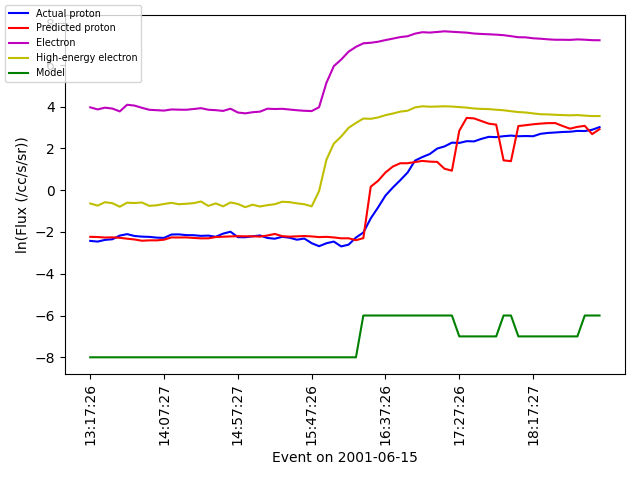 Actual proton
Predicted proton
Electron
High-energy electron
Model
4
2
0
−2
−4
−6
−8
ln(Flux (/cc/s/sr))
13:17:26
14:07:27
14:57:27
15:47:26
16:37:26
17:27:26
18:17:27
Event on 2001-06-15